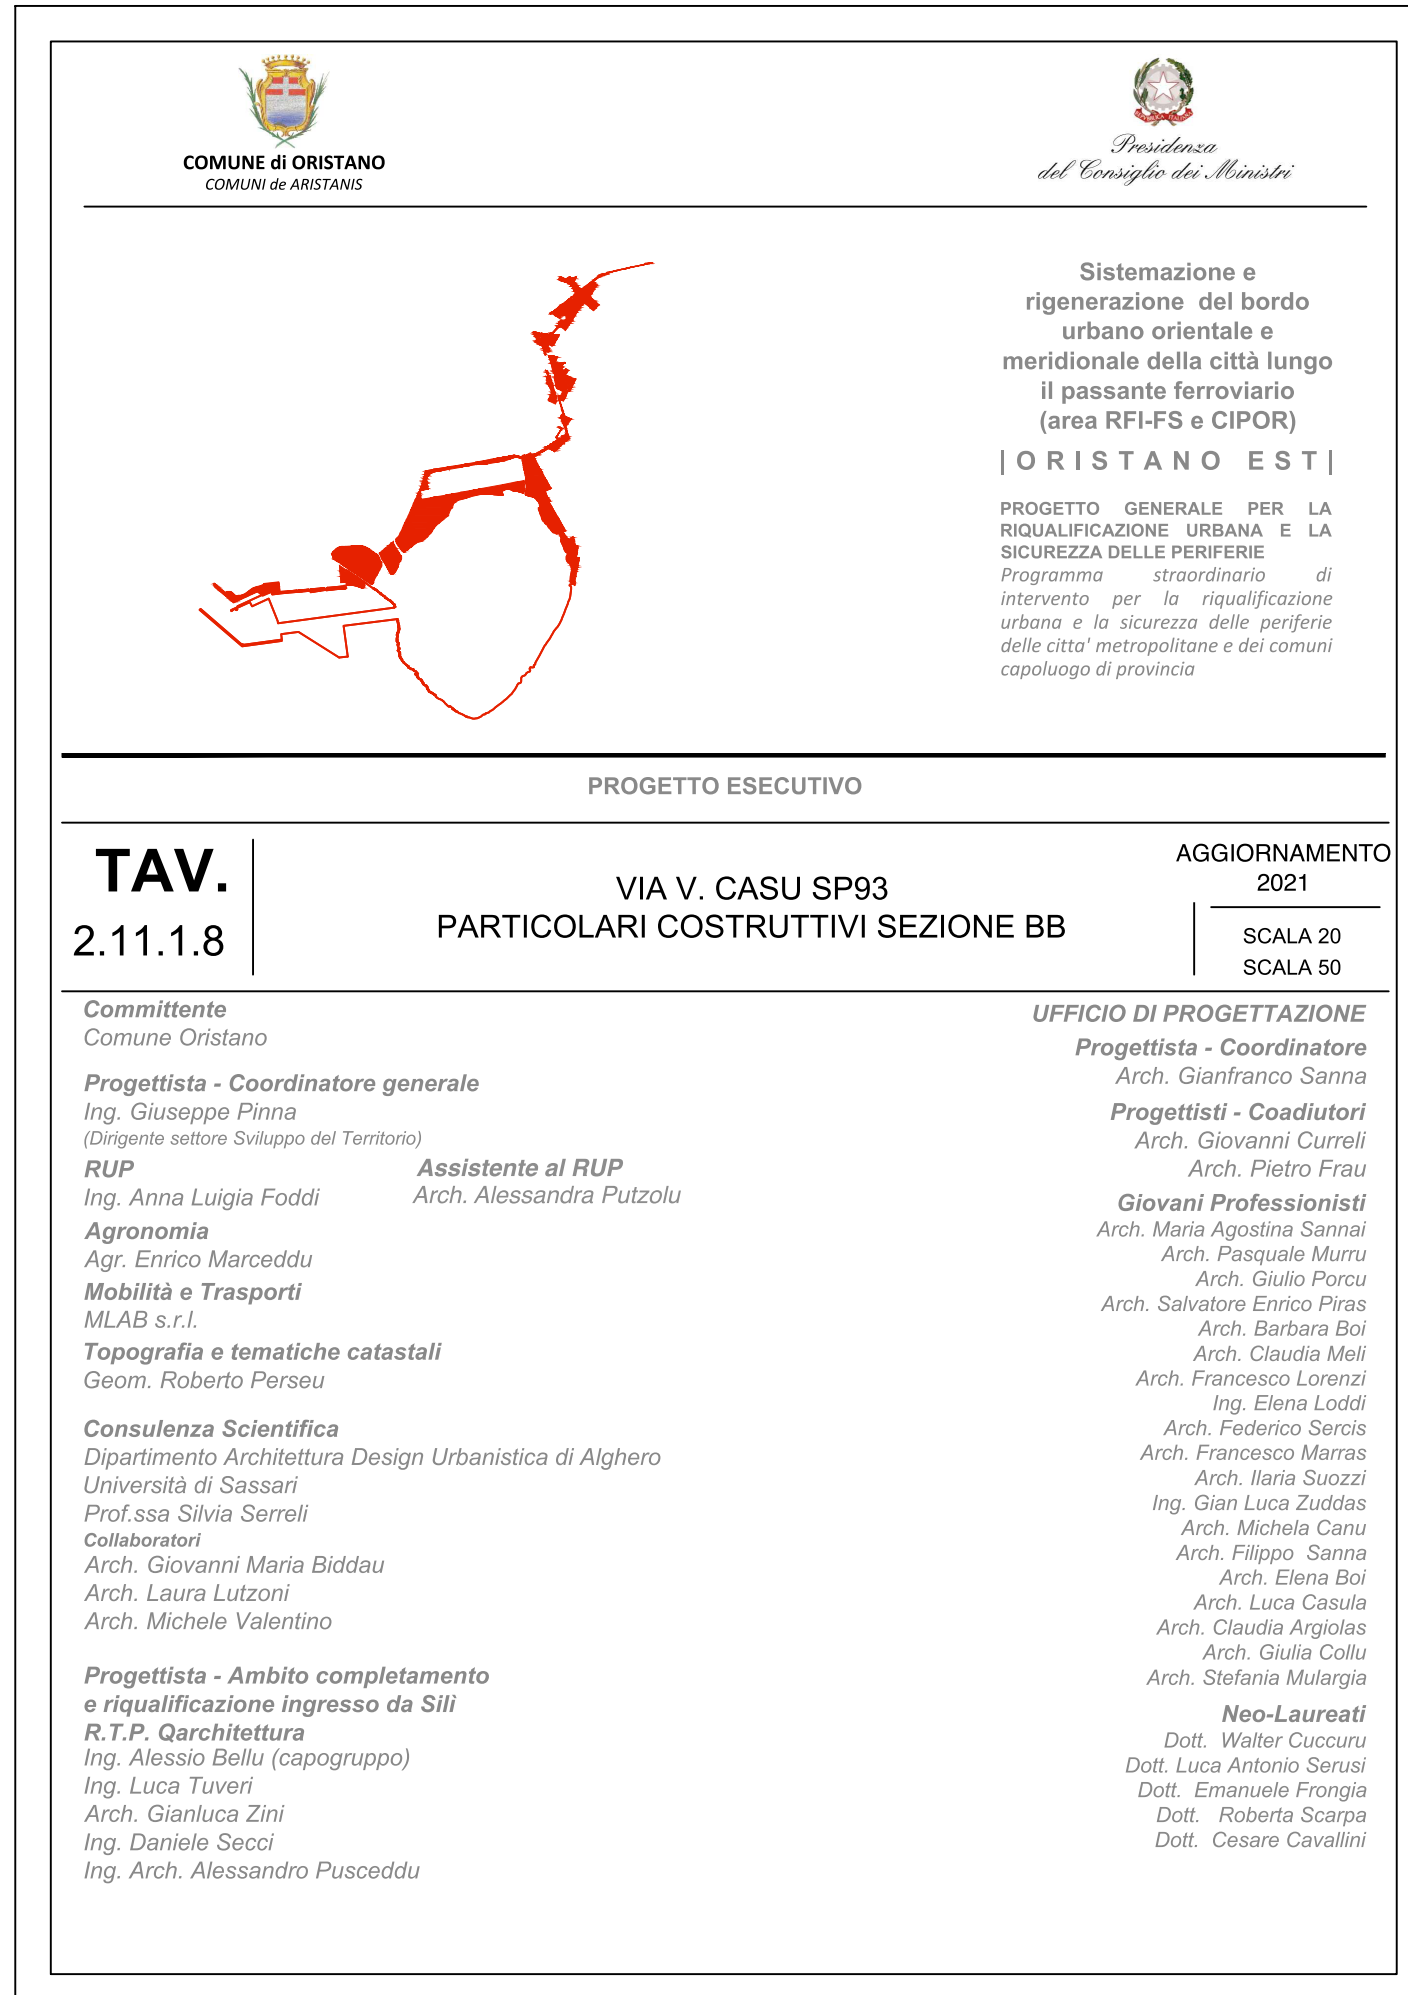 COMUNE di ORISTANO
COMUNI de ARISTANIS
Presidenza
del Consiglio dei Ministri
Sistemazione e
rigenerazione del bordo
urbano orientale e
meridionale della città lungo
il passante ferroviario
(area RFI-FS e CIPOR)
|ORISTANO EST|
PROGETTO GENERALE PER LA
RIQUALIFICAZIONE URBANA E LA
SICUREZZA DELLE PERIFERIE
Programma straordinario di
intervento per la riqualificazione
urbana e la sicurezza delle periferie
delle citta' metropolitane e dei comuni
capoluogo di provincia
PROGETTO ESECUTIVO
TAV.
2.11.1.8
VIA V. CASU SP93
PARTICOLARI COSTRUTTIVI SEZIONE BB
AGGIORNAMENTO
2021
SCALA 20
SCALA 50
Committente
Comune Oristano
Progettista - Coordinatore generale
Ing. Giuseppe Pinna
(Dirigente settore Sviluppo del Territorio)
RUP
Ing. Anna Luigia Foddi
Assistente al RUP
Arch. Alessandra Putzolu
Agronomia
Agr. Enrico Marceddu
Mobilità e Trasporti
MLAB s.r.l.
Topografia e tematiche catastali
Geom. Roberto Perseu
Consulenza Scientifica
Dipartimento Architettura Design Urbanistica di Alghero
Università di Sassari
Prof.ssa Silvia Serreli
Collaboratori
Arch. Giovanni Maria Biddau
Arch. Laura Lutzoni
Arch. Michele Valentino
Progettista - Ambito completamento
e riqualificazione ingresso da Silì
R.T.P. Qarchitettura
Ing. Alessio Bellu (capogruppo)
Ing. Luca Tuveri
Arch. Gianluca Zini
Ing. Daniele Secci
Ing. Arch. Alessandro Pusceddu
UFFICIO DI PROGETTAZIONE
Progettista - Coordinatore
Arch. Gianfranco Sanna
Progettisti - Coadiutori
Arch. Giovanni Curreli
Arch. Pietro Frau
Giovani Professionisti
Arch. Maria Agostina Sannai
Arch. Pasquale Murru
Arch. Giulio Porcu
Arch. Salvatore Enrico Piras
Arch. Barbara Boi
Arch. Claudia Meli
Arch. Francesco Lorenzi
Ing. Elena Loddi
Arch. Federico Sercis
Arch. Francesco Marras
Arch. Ilaria Suozzi
Ing. Gian Luca Zuddas
Arch. Michela Canu
Arch. Filippo Sanna
Arch. Elena Boi
Arch. Luca Casula
Arch. Claudia Argiolas
Arch. Giulia Collu
Arch. Stefania Mulargia
Neo-Laureati
Dott. Walter Cuccuru
Dott. Luca Antonio Serusi
Dott. Emanuele Frongia
Dott. Roberta Scarpa
Dott. Cesare Cavallini